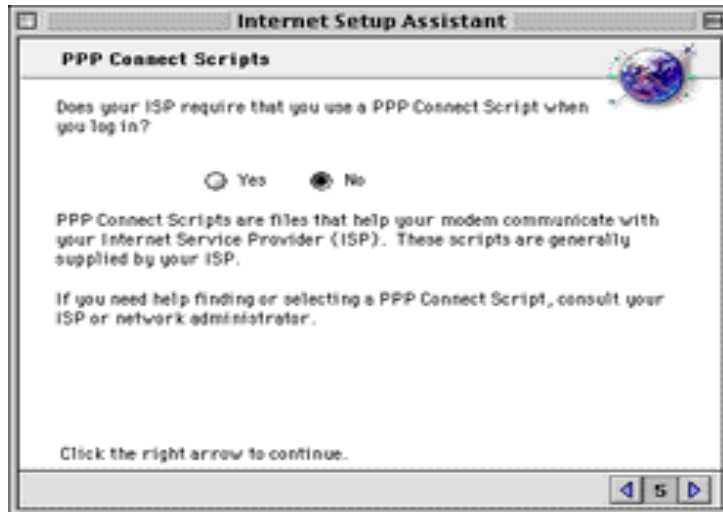 Internet Setup Assistant
PPP Connect Scripts
Does your ISP require that you use a PPP Connect Script when
you log in?
Yes No
PPP Connect Scripts are files that help your modem communicate with
your Internet Service Provider (ISP). These scripts are generally
supplied by your ISP.
If you need help finding or selecting a PPP Connect Script, consult your
ISP or network administrator.
Click the right arrow to continue.
5